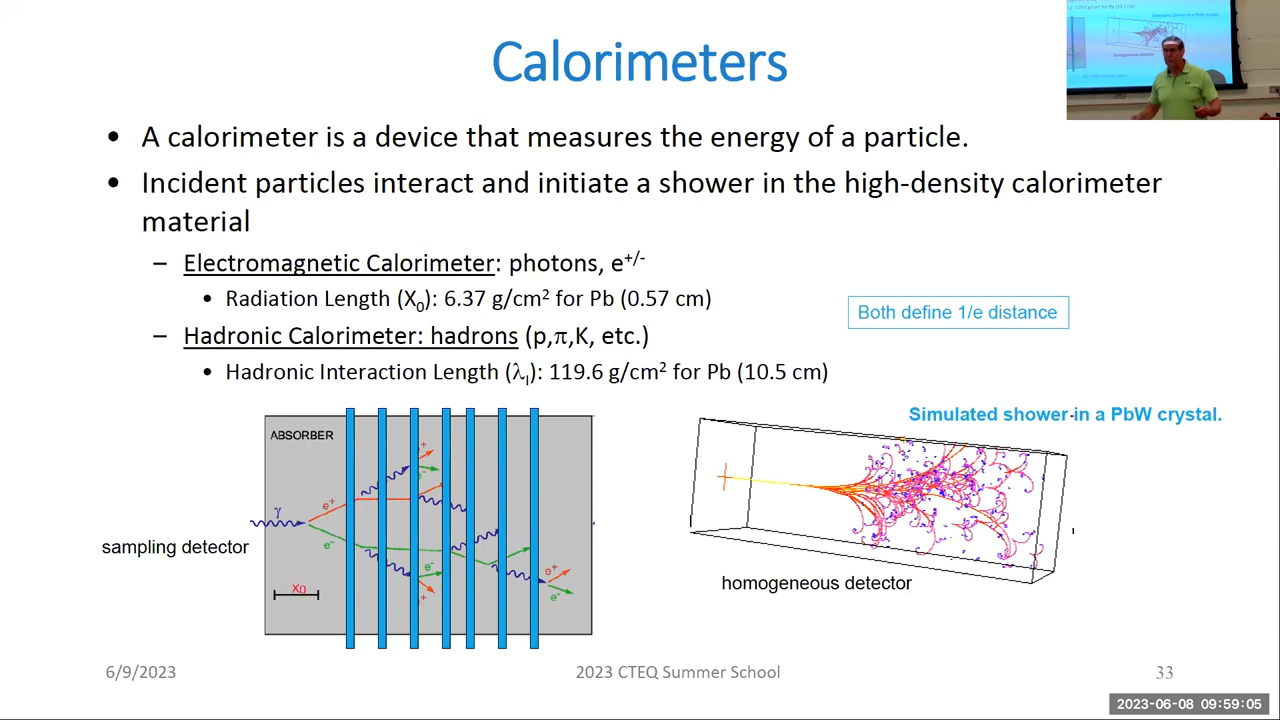 Calorimeters
• A calorimeter is a device that measures the energy of a particle.
• Incident particles interact and initiate a shower in the high-density calorimeter
material
– Electromagnetic Calorimeter: photons, e+/-
• Radiation Length (X0): 6.37 g/cm2 for Pb (0.57 cm)
Both define 1/e distance
– Hadronic Calorimeter: hadrons (p,π,K, etc.)
• Hadronic Interaction Length (λI): 119.6 g/cm2 for Pb (10.5 cm)
Simulated shower in a PbW crystal.
ABSORBER
γ
e+
e-
e-
e+
e-
X0
sampling detector
homogeneous detector
6/9/2023
2023 CTEQ Summer School
33
2023-06-08 09:59:05